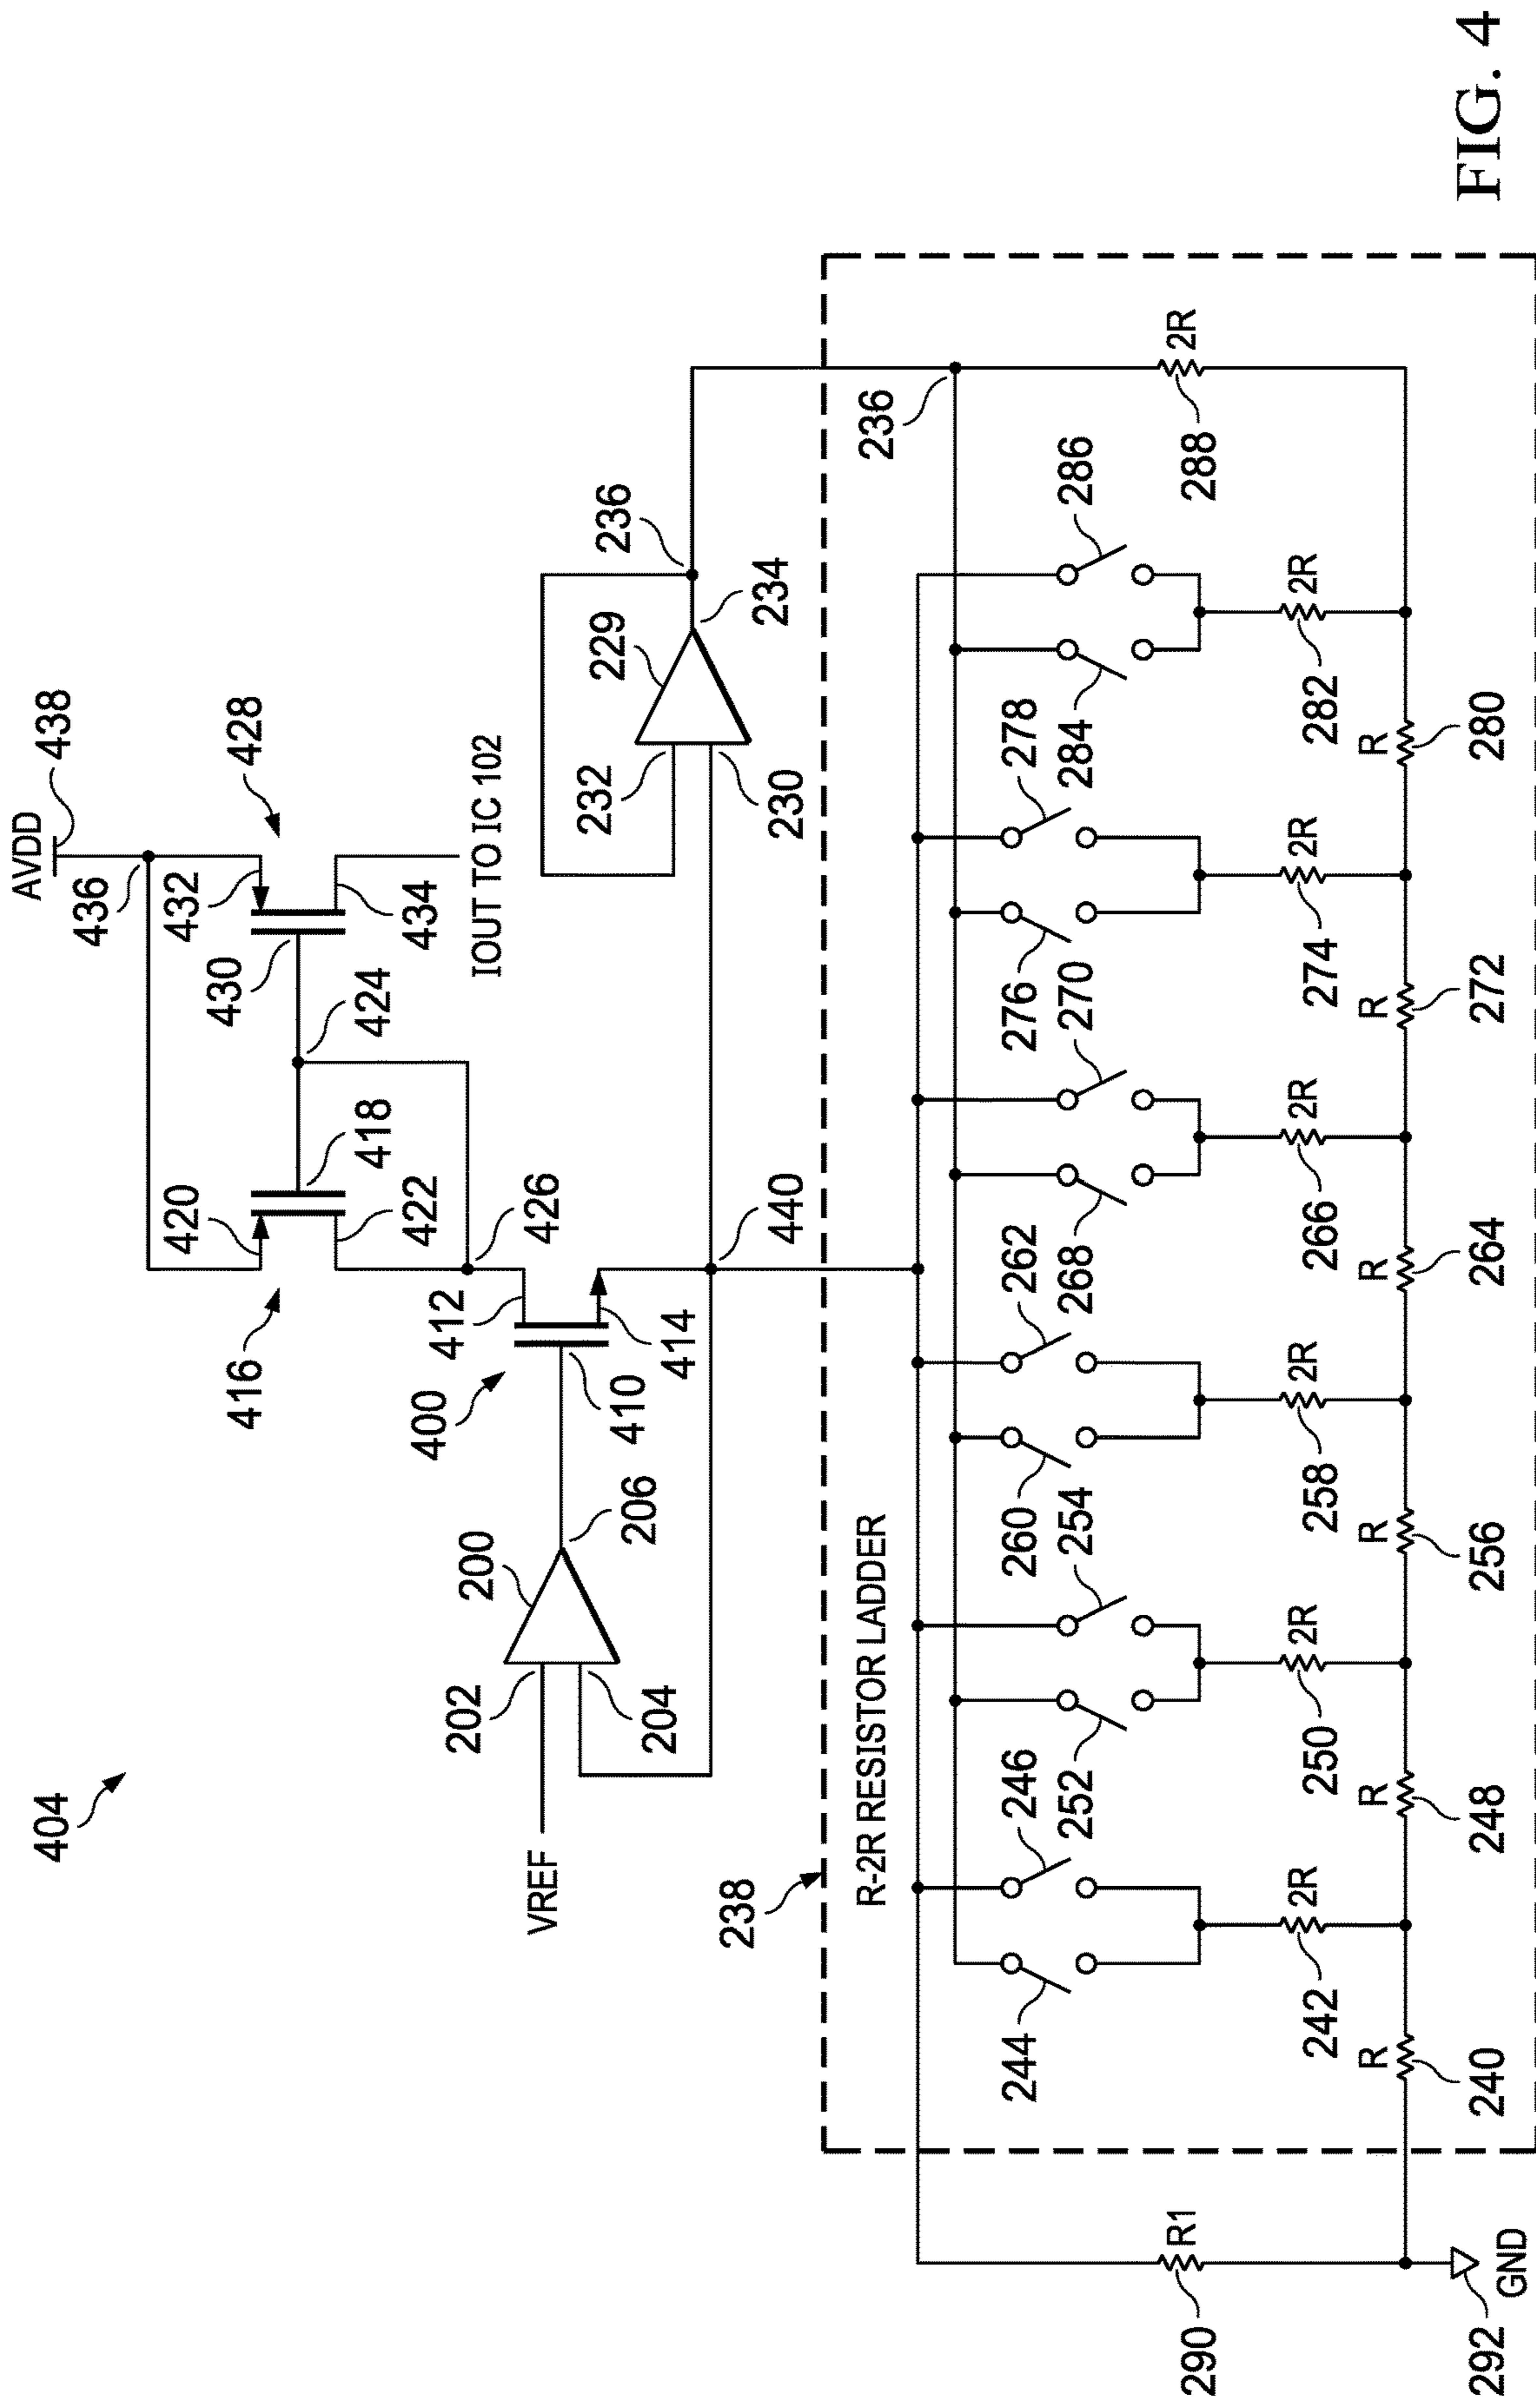 FIG. 4
404
AVDD
438
436
432
428
430
434
424
418
420
422
416
426
412
400
410
414
IOUT TO IC 102
VREF
202
204
200
206
440
232
230
229
234
236
238
R-2R RESISTOR LADDER
236
244
246
252
254
260
262
268
270
276
278
284
286
290
R1
242
2R
250
2R
258
2R
266
2R
274
2R
282
2R
288
2R
R
240
R
248
R
256
R
264
R
272
R
280
292
GND